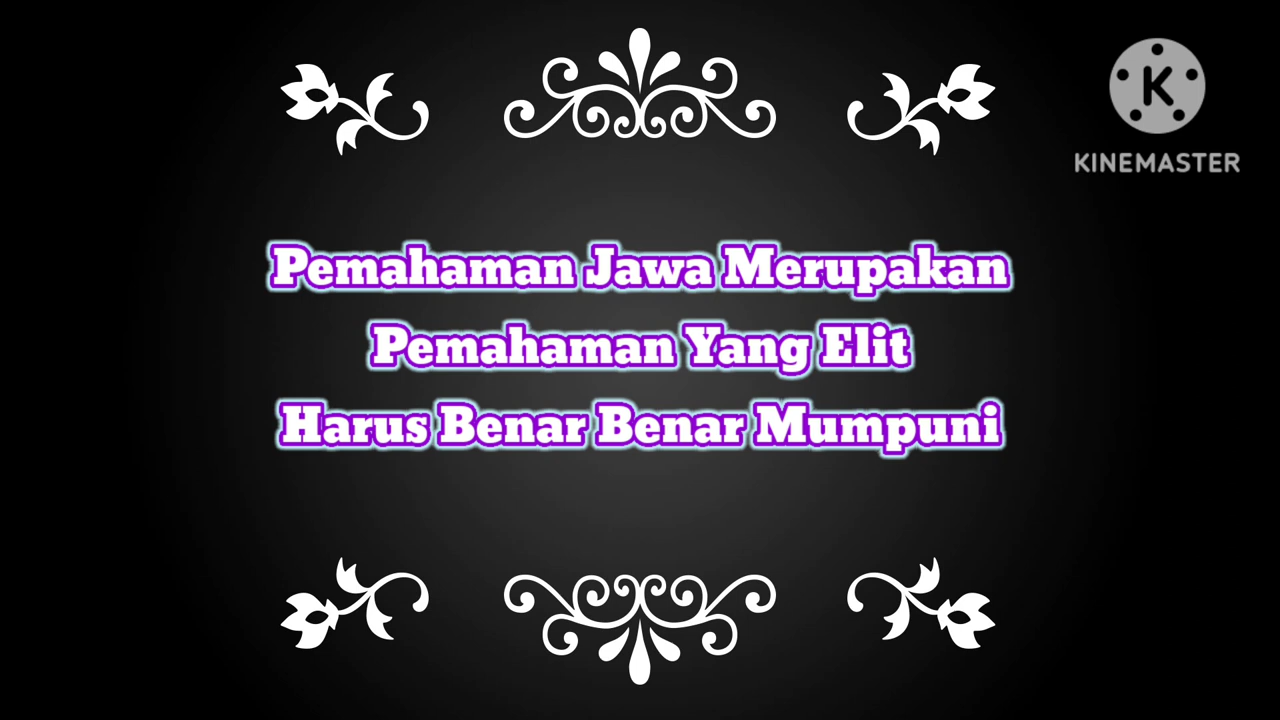 KINEMASTER
Pemahaman Jawa Merupakan
Pemahaman Yang Elit
Harus Benar Benar Mumpuni